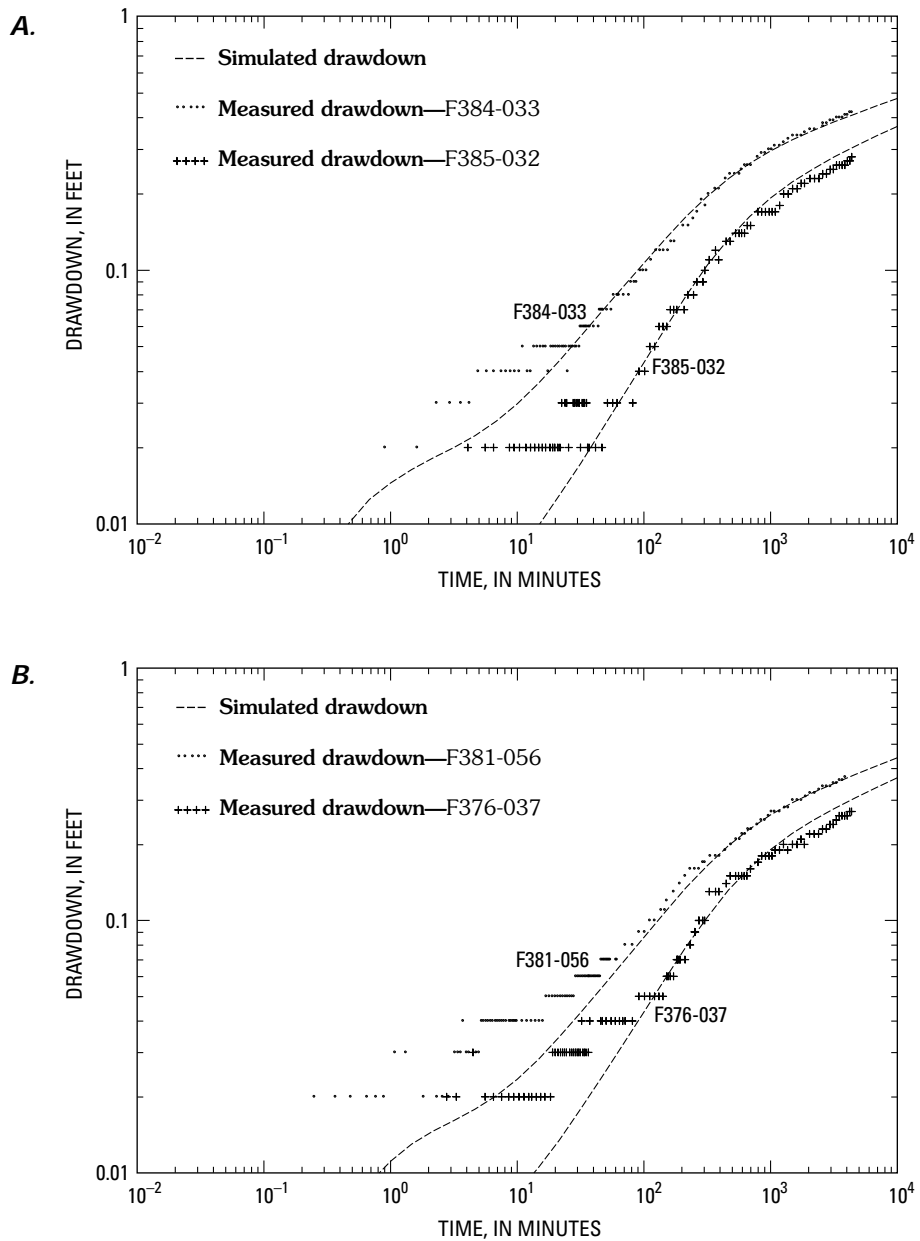 A.
1
0.1
0.01
DRAWDOWN, IN FEET
Simulated drawdown
Measured drawdown—F384-033
Measured drawdown—F385-032
F384-033
F385-032
10⁻² 10⁻¹ 10⁰ 10¹ 10² 10³ 10⁴
TIME, IN MINUTES
B.
1
0.1
0.01
DRAWDOWN, IN FEET
Simulated drawdown
Measured drawdown—F381-056
Measured drawdown—F376-037
F381-056
F376-037
10⁻² 10⁻¹ 10⁰ 10¹ 10² 10³ 10⁴
TIME, IN MINUTES